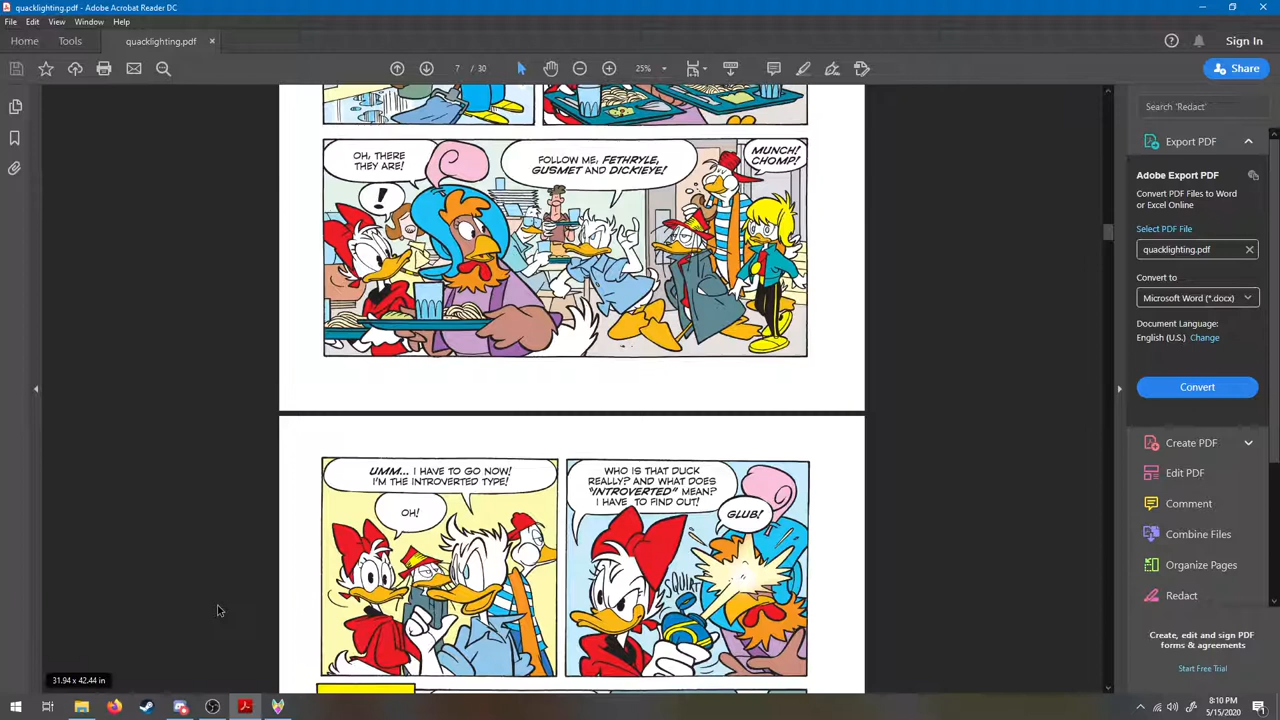 quacklighting.pdf - Adobe Acrobat Reader DC
File Edit View Window Help
Home Tools quacklighting.pdf × Sign In
7 / 30 25% Share
OH, THERE
THEY ARE!
!
FOLLOW ME, FETHRYLE,
GUSMET AND DICKIEYE!
MUNCH!
CHOMP!
UMM... I HAVE TO GO NOW!
I'M THE INTROVERTED TYPE!
OH!
WHO IS THAT DUCK
REALLY? AND WHAT DOES
"INTROVERTED" MEAN?
I HAVE TO FIND OUT!
GLUB!
SQUIRT
31.94 x 42.44 in
Search 'Redact'
Export PDF
Adobe Export PDF
Convert PDF Files to Word
or Excel Online
Select PDF File
quacklighting.pdf
Convert to
Microsoft Word (*.docx)
Document Language:
English (U.S.) Change
Convert
Create PDF
Edit PDF
Comment
Combine Files
Organize Pages
Redact
Create, edit and sign PDF
forms & agreements
Start Free Trial
8:10 PM
5/15/2020